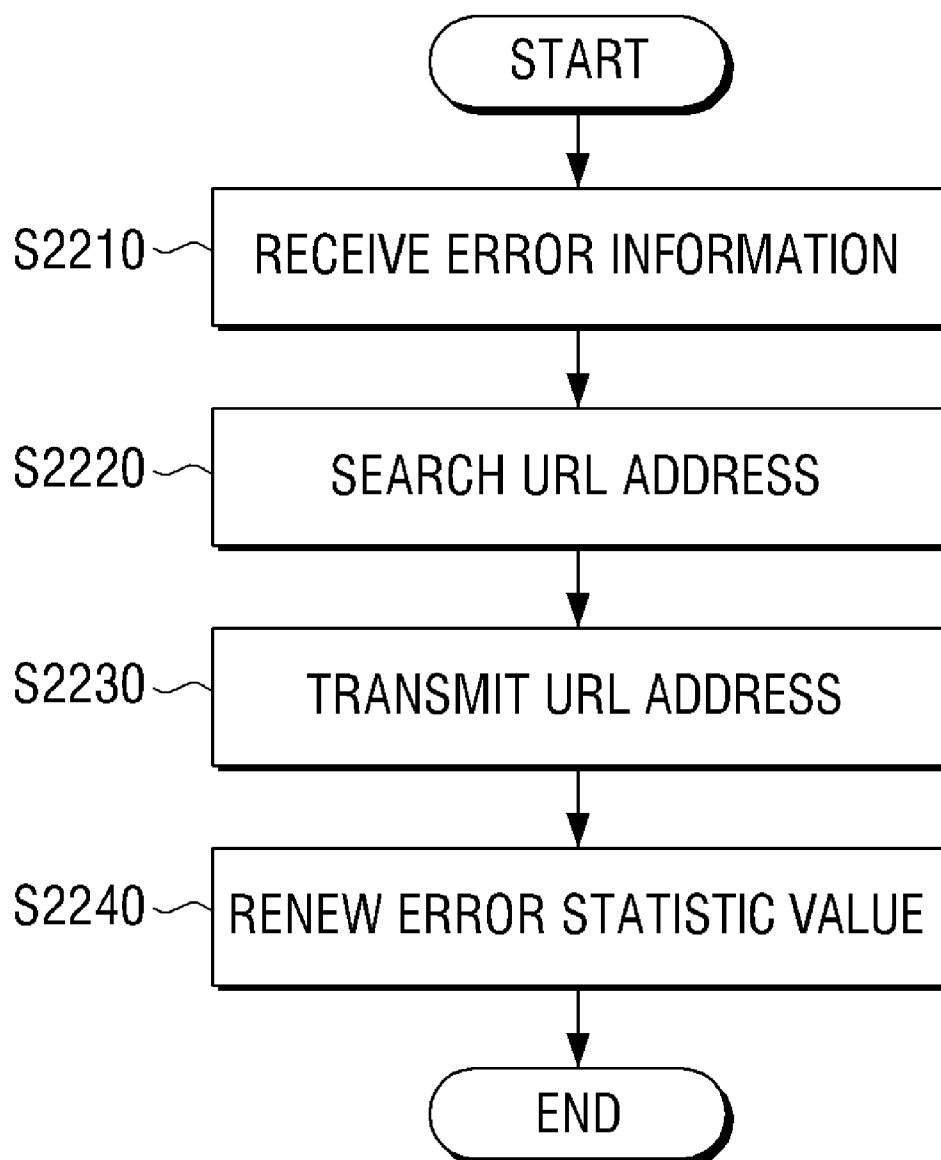 START
S2210
RECEIVE ERROR INFORMATION
S2220
SEARCH URL ADDRESS
S2230
TRANSMIT URL ADDRESS
S2240
RENEW ERROR STATISTIC VALUE
END